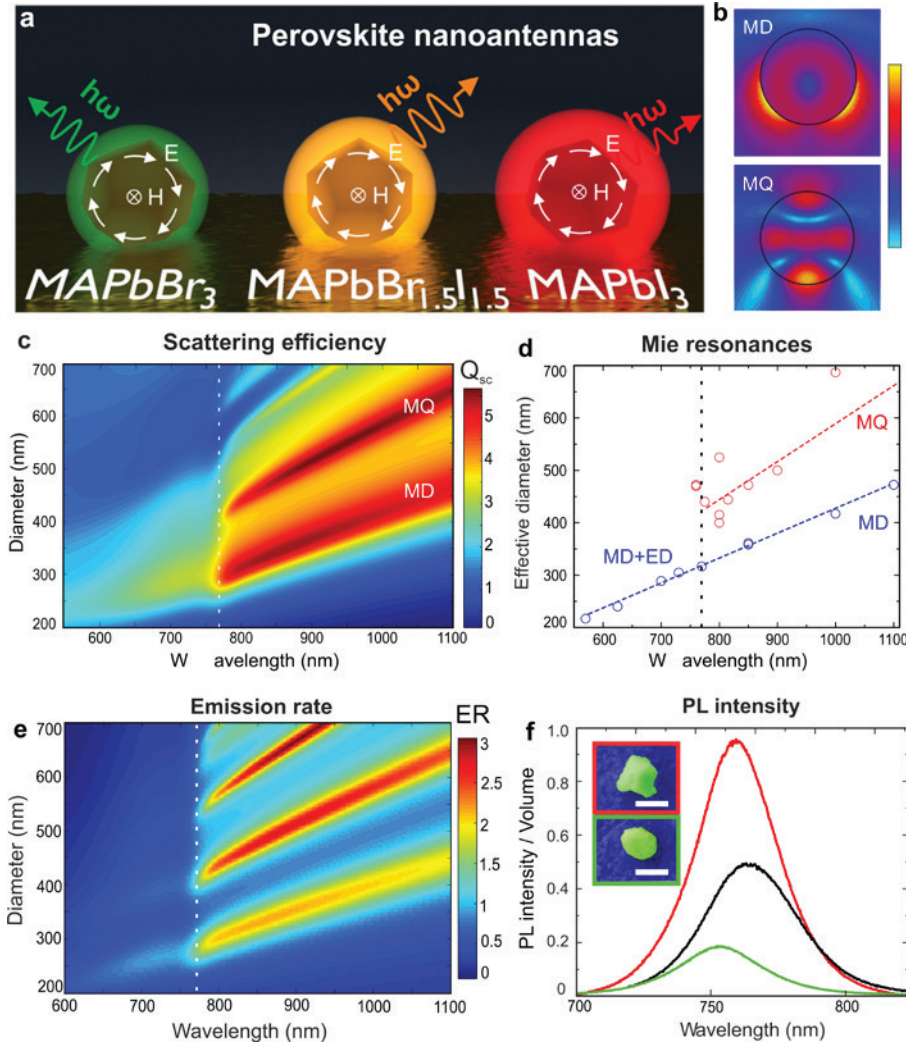 a
Perovskite nanoantennas
hω
hω
hω
E
H
E
H
E
H
MAPbBr3
MAPbBr1.5I1.5
MAPbI3
b
MD
MQ
c
Scattering efficiency
Qsc
MQ
MD
Diameter (nm)
700
600
500
400
300
200
5
4
3
2
1
0
600
700
800
900
1000
1100
W avelength (nm)
d
Mie resonances
MQ
MD
MD+ED
Effective diameter (nm)
700
600
500
400
300
200
600
700
800
900
1000
1100
W avelength (nm)
e
Emission rate
ER
Diameter (nm)
700
600
500
400
300
200
3
2.5
2
1.5
1
0.5
0
600
700
800
900
1000
1100
Wavelength (nm)
f
PL intensity
PL intensity / Volume
1.0
0.8
0.6
0.4
0.2
0
700
750
800
Wavelength (nm)